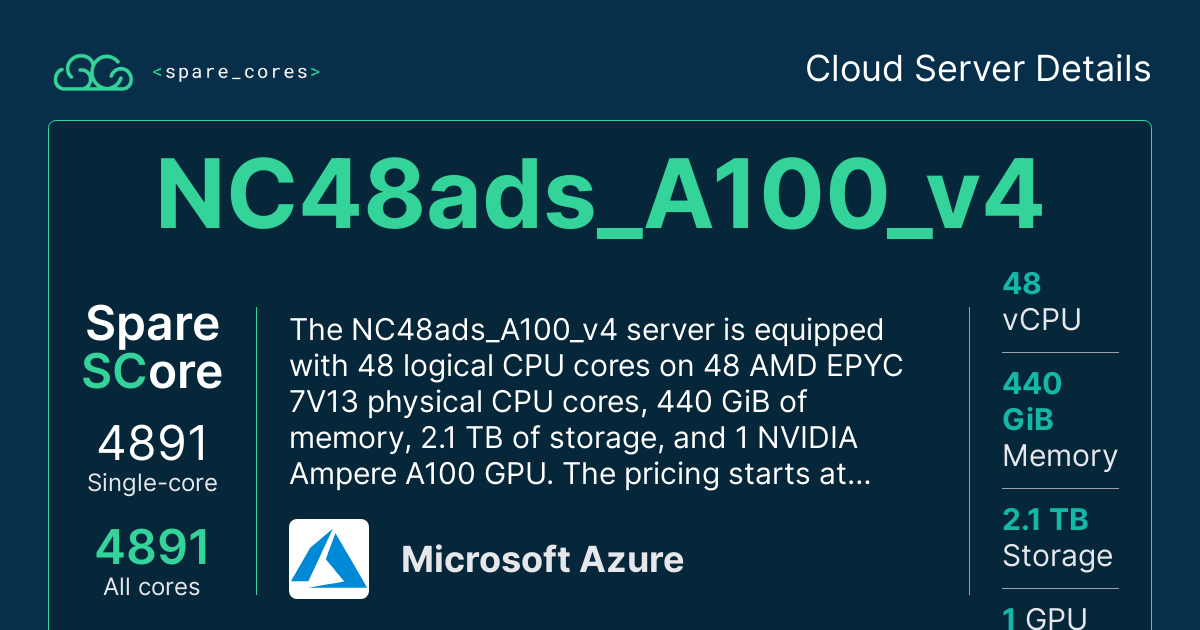 <spare_cores>
Cloud Server Details
NC48ads_A100_v4
Spare
SCore
4891
Single-core
4891
All cores
The NC48ads_A100_v4 server is equipped
with 48 logical CPU cores on 48 AMD EPYC
7V13 physical CPU cores, 440 GiB of
memory, 2.1 TB of storage, and 1 NVIDIA
Ampere A100 GPU. The pricing starts at...
Microsoft Azure
48
vCPU
440
GiB
Memory
2.1 TB
Storage
1 GPU